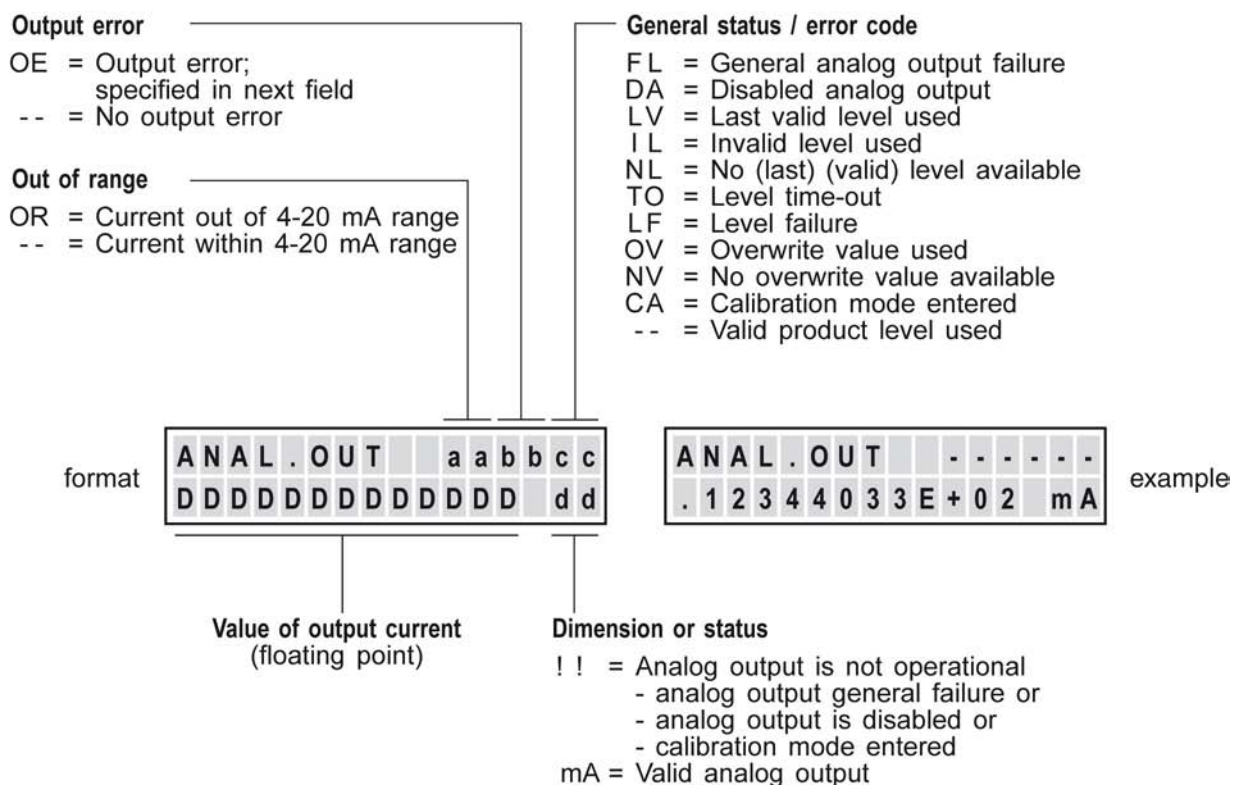 Output error
OE = Output error;
specified in next field
-- = No output error
Out of range
OR = Current out of 4-20 mA range
-- = Current within 4-20 mA range
General status / error code
FL = General analog output failure
DA = Disabled analog output
LV = Last valid level used
IL = Invalid level used
NL = No (last) (valid) level available
TO = Level time-out
LF = Level failure
OV = Overwrite value used
NV = No overwrite value available
CA = Calibration mode entered
-- = Valid product level used
format
ANAL.OUT aabbcc
DDDDDDDDDDDDD dd
ANAL.OUT ------
.12344033E+02 mA
example
Value of output current
(floating point)
Dimension or status
!! = Analog output is not operational
- analog output general failure or
- analog output is disabled or
- calibration mode entered
mA = Valid analog output